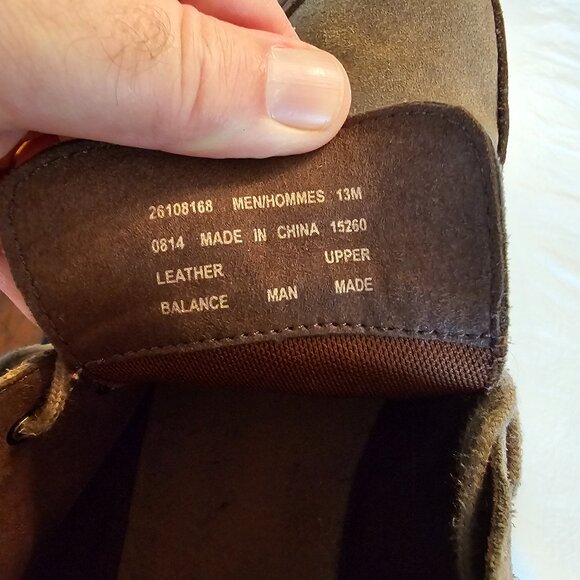 26108168 MEN/HOMMES 13M
0814 MADE IN CHINA 15260
LEATHER UPPER
BALANCE MAN MADE